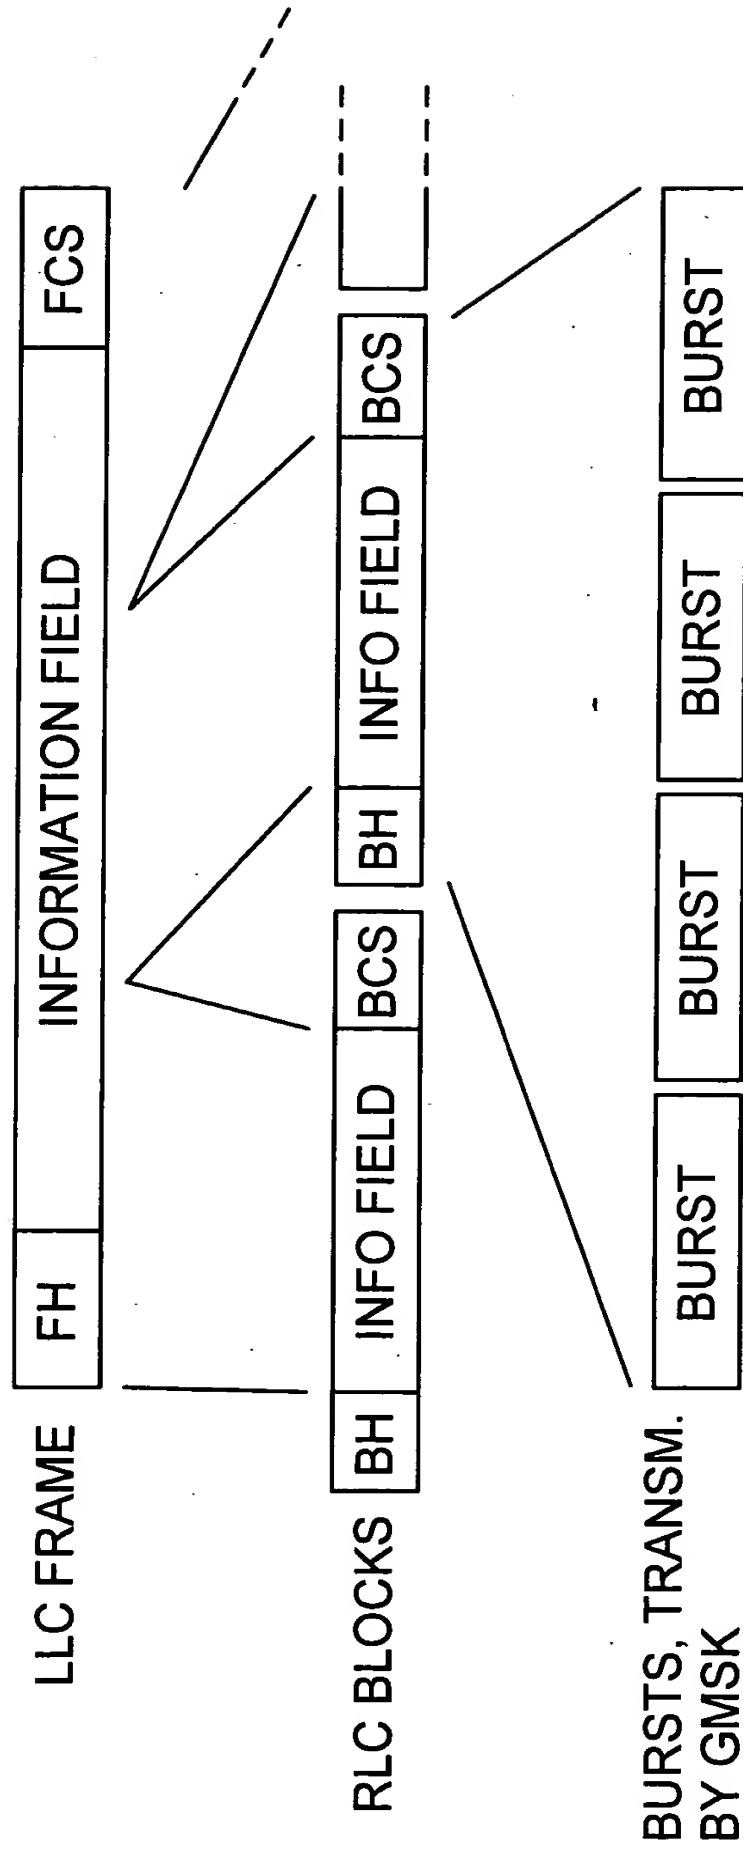 LLC FRAME
FH INFORMATION FIELD FCS
RLC BLOCKS
BH INFO FIELD BCS BH INFO FIELD BCS
BURSTS, TRANSM.
BY GMSK
BURST BURST BURST BURST